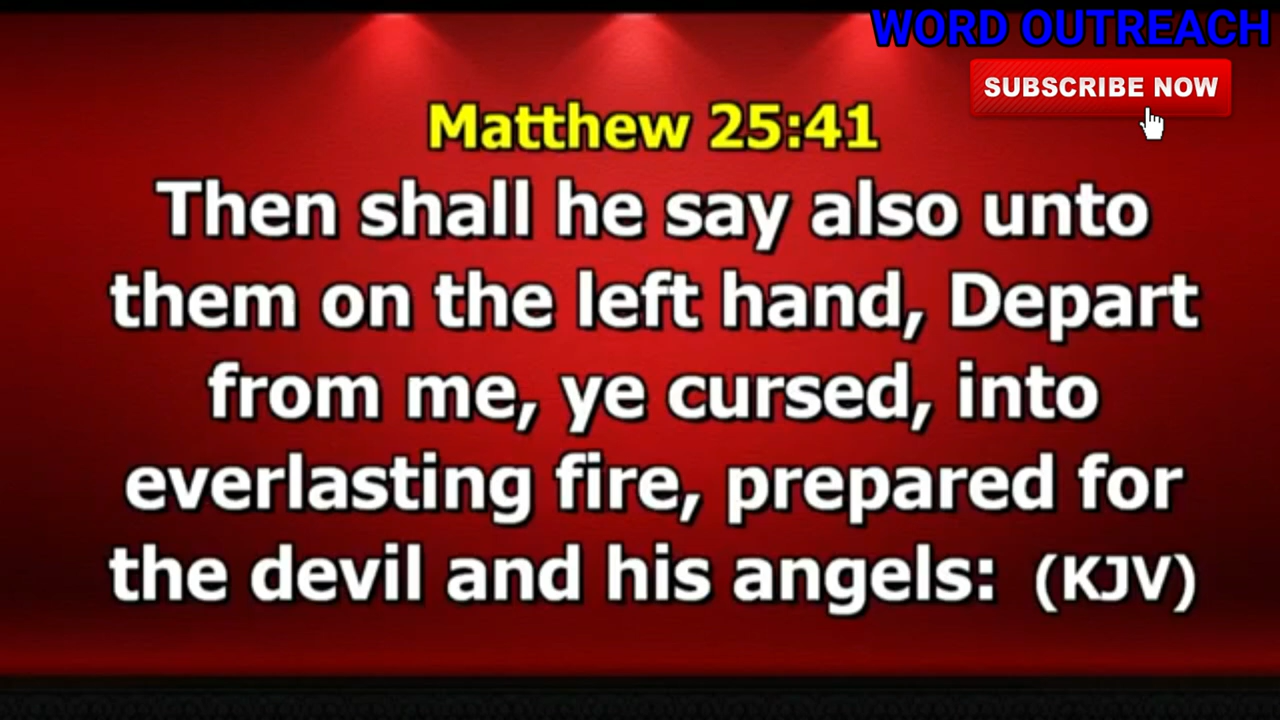 WORD OUTREACH
SUBSCRIBE NOW
Matthew 25:41
Then shall he say also unto
them on the left hand, Depart
from me, ye cursed, into
everlasting fire, prepared for
the devil and his angels: (KJV)